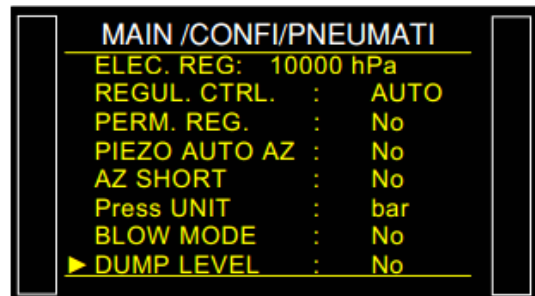 MAIN /CONFI/PNEUMATI
ELEC. REG: 10000 hPa
REGUL. CTRL. : AUTO
PERM. REG. : No
PIEZO AUTO AZ : No
AZ SHORT : No
Press UNIT : bar
BLOW MODE : No
► DUMP LEVEL : No